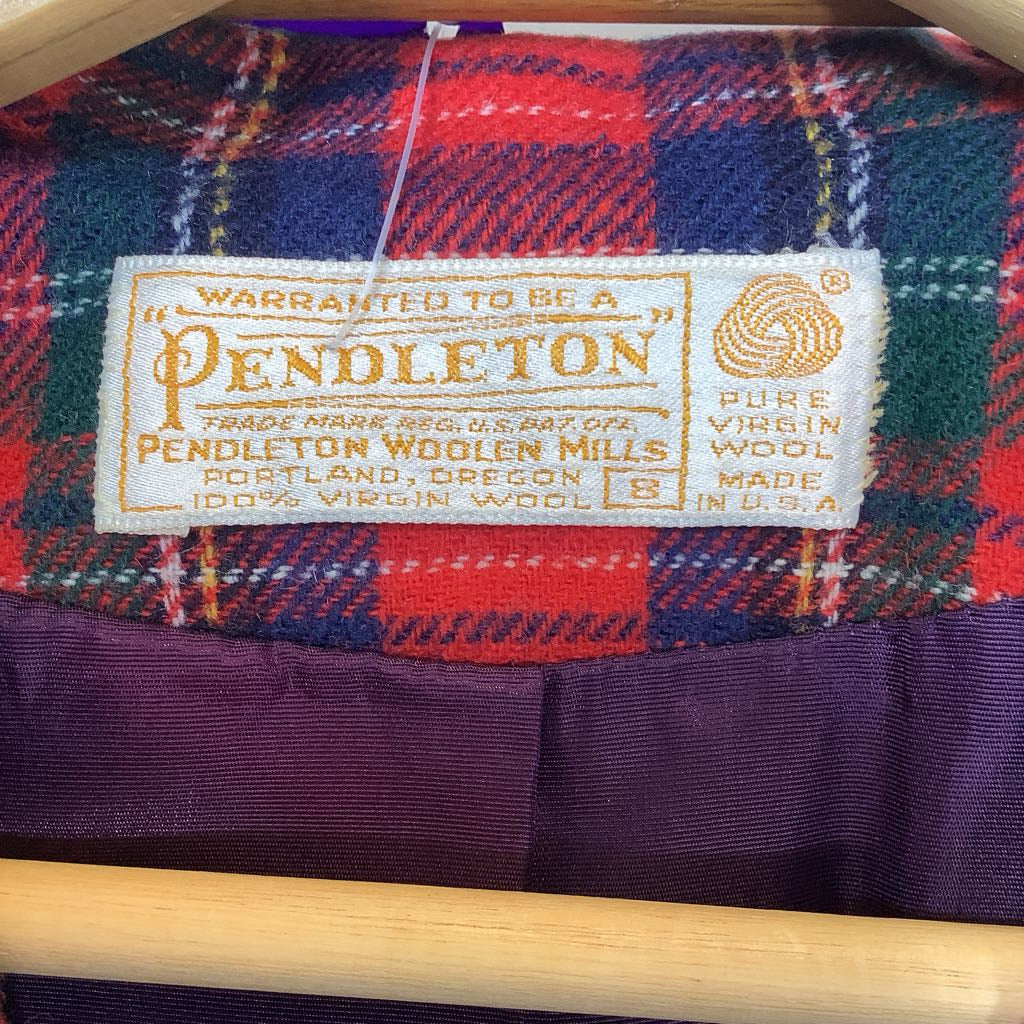 WARRANTED TO BE A
"PENDLETON"
TRADE MARK REG. U.S. PAT. OFF.
PENDLETON WOOLEN MILLS
PORTLAND, OREGON
100% VIRGIN WOOL
8
®
PURE
VIRGIN
WOOL
MADE
IN U.S.A.